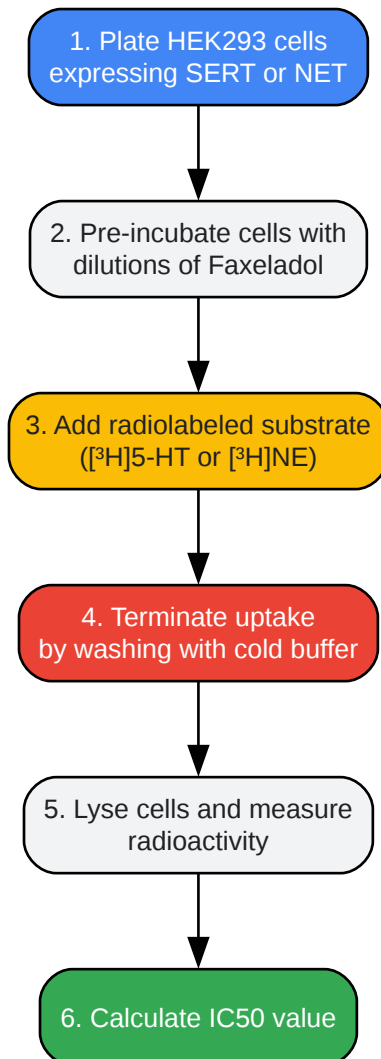 1. Plate HEK293 cells
expressing SERT or NET
2. Pre-incubate cells with
dilutions of Faxeladol
3. Add radiolabeled substrate
([³H]5-HT or [³H]NE)
4. Terminate uptake
by washing with cold buffer
5. Lyse cells and measure
radioactivity
6. Calculate IC50 value